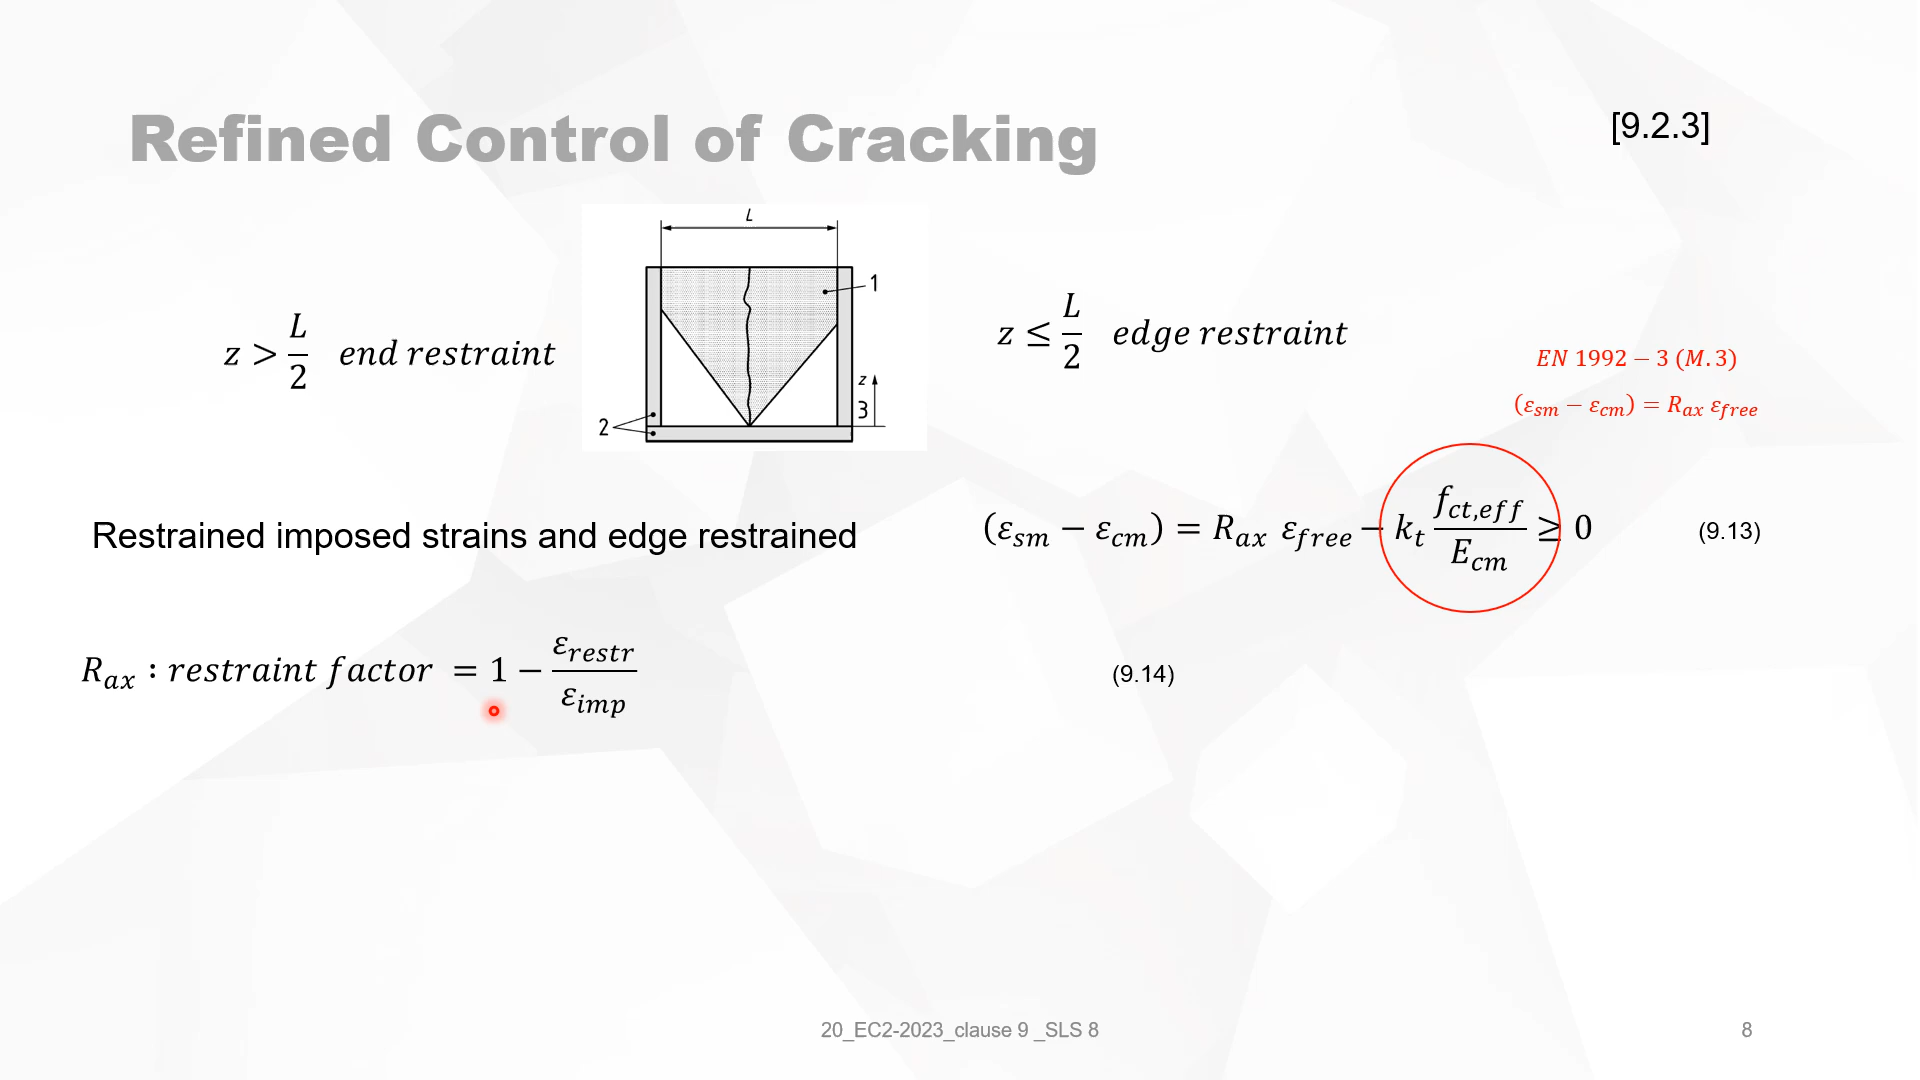 Refined Control of Cracking
[9.2.3]
L
1
2
z
3
z > L/2 end restraint
z ≤ L/2 edge restraint
EN 1992 − 3 (M.3)
(εsm − εcm) = Rax εfree
Restrained imposed strains and edge restrained
(εsm − εcm) = Rax εfree − kt fct,eff/Ecm ≥ 0
(9.13)
Rax : restraint factor = 1 − εrestr/εimp
(9.14)
20_EC2-2023_clause 9 _SLS 8
8